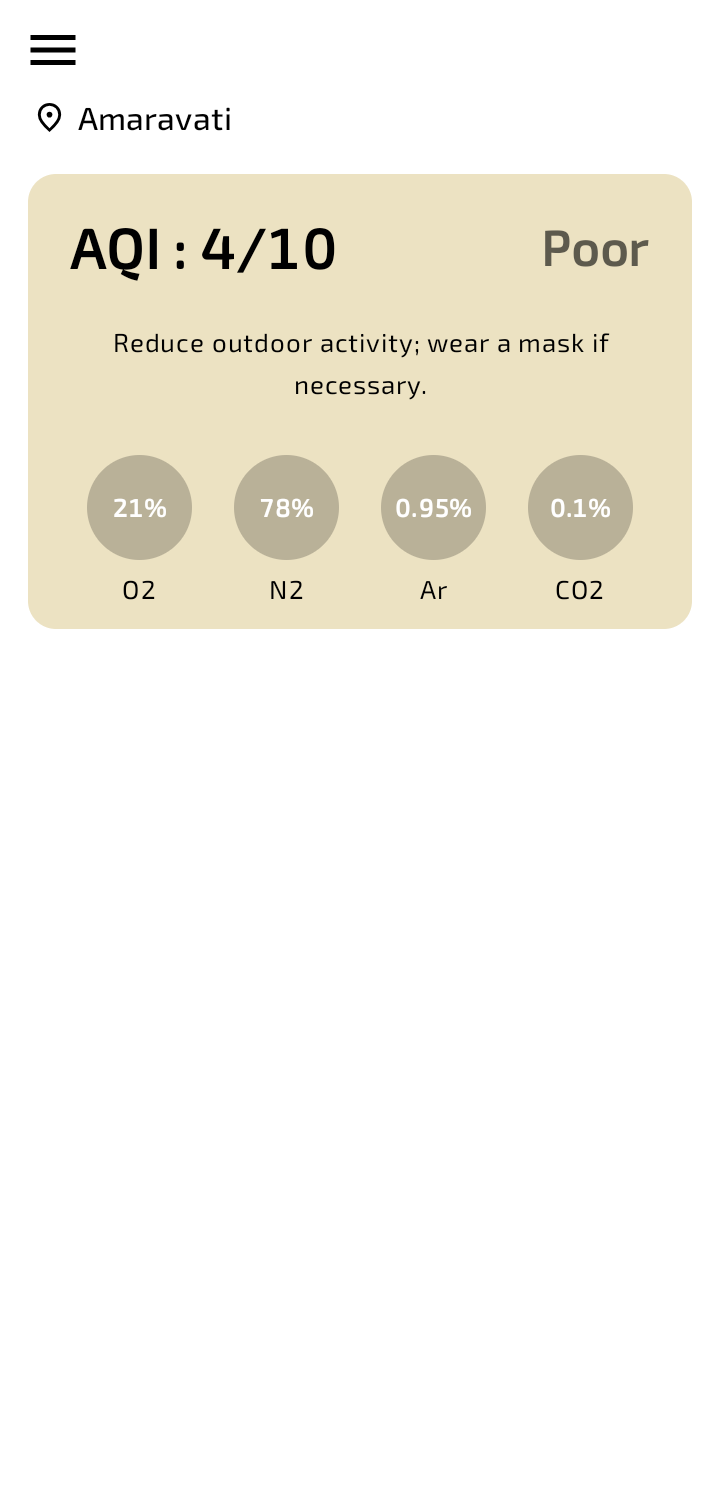 Amaravati
AQI : 4/10
Poor
Reduce outdoor activity; wear a mask if
necessary.
21%
78%
0.95%
0.1%
O2
N2
Ar
CO2